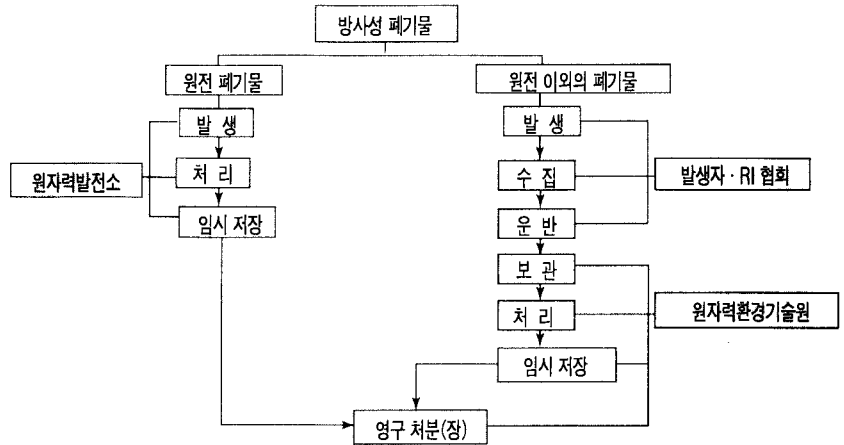 방사성 폐기물
원전 폐기물
원전 이외의 폐기물
발 생
발 생
원자력발전소
처 리
수 집
발생자 · RI 협회
임시 저장
운 반
보 관
처 리
원자력환경기술원
임시 저장
영구 처분(장)